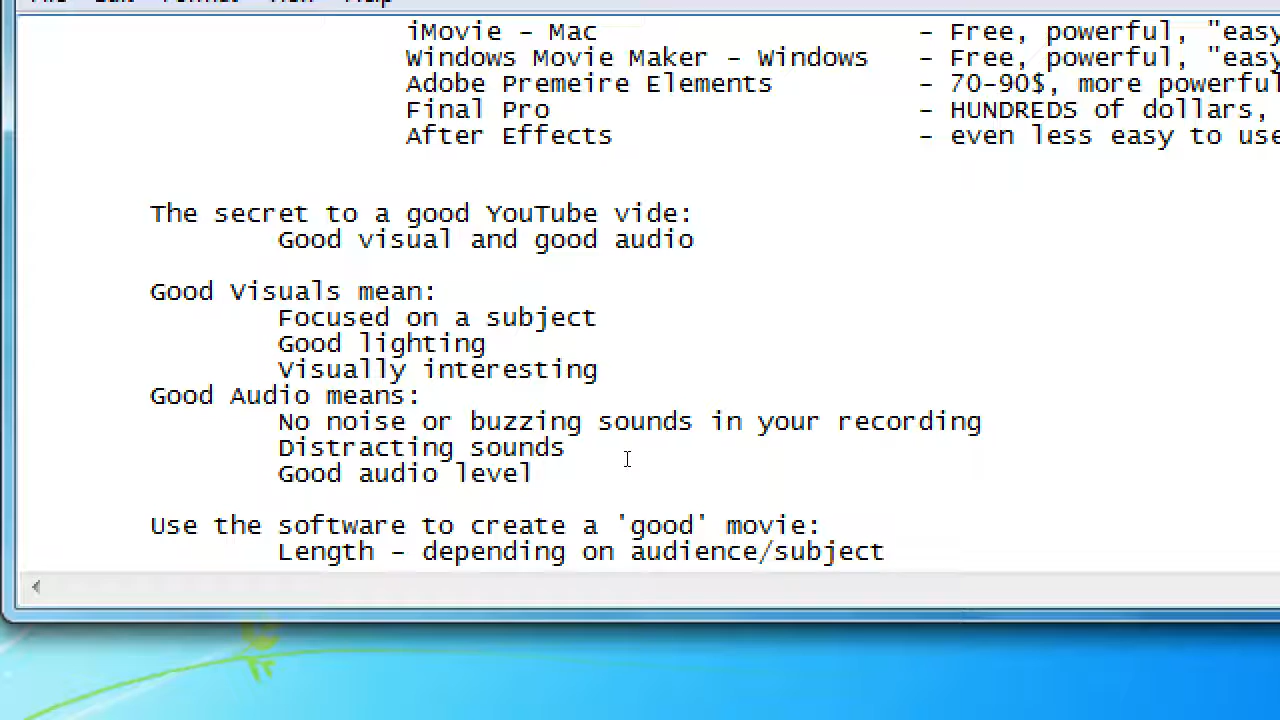 iMovie – Mac – Free, powerful, "easy
Windows Movie Maker – Windows – Free, powerful, "easy
Adobe Premeire Elements – 70–90$, more powerful
Final Pro – HUNDREDS of dollars,
After Effects – even less easy to use
The secret to a good YouTube vide:
Good visual and good audio
Good Visuals mean:
Focused on a subject
Good lighting
Visually interesting
Good Audio means:
No noise or buzzing sounds in your recording
Distracting sounds
Good audio level
Use the software to create a 'good' movie:
Length – depending on audience/subject